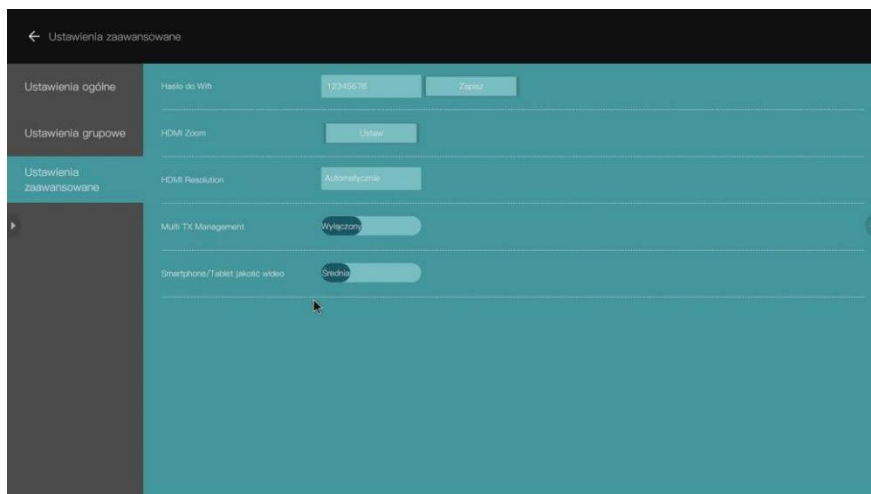 Ustawienia zaawansowane
Ustawienia ogólne
Hasło do Wifi
12345678
Zapisz
Ustawienia grupowe
HDMI Zoom
Ustaw
Ustawienia
zaawansowane
HDMI Resolution
Automatycznie
Multi TX Management
Wyłączony
Smartphone/Tablet jakość wideo
Średnia